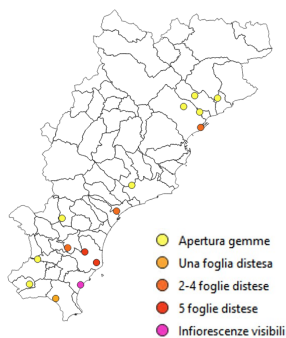 Apertura gemme
Una foglia distesa
2-4 foglie distese
5 foglie distese
Infiorescenze visibili